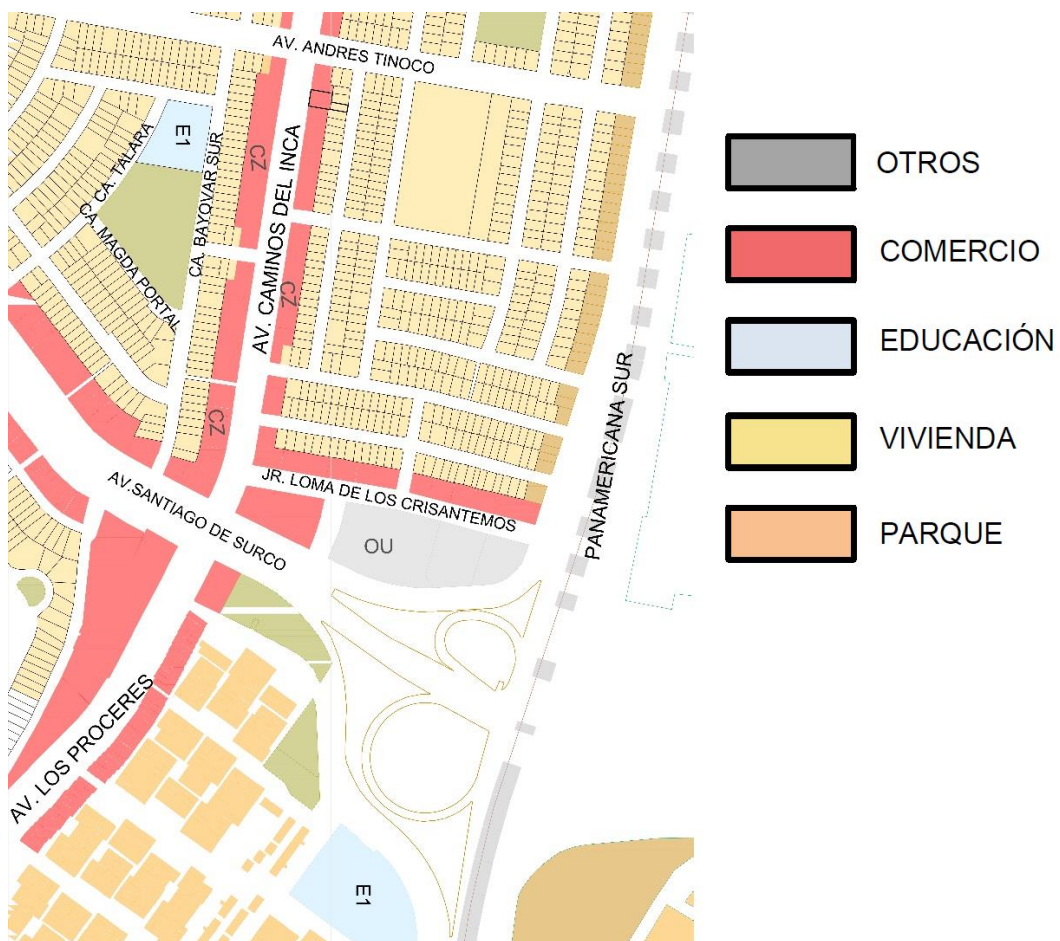 AV. ANDRES TINOCO
E1
CA. TALARA
CA. BAYOVAR SUR
CZ
AV. CAMINOS DEL INCA
CA. MAGDA PORTAL
CZ
CZ
JR. LOMA DE LOS CRISANTEMOS
AV.SANTIAGO DE SURCO
OU
PANAMERICANA SUR
AV. LOS PROCERES
E1
OTROS
COMERCIO
EDUCACIÓN
VIVIENDA
PARQUE